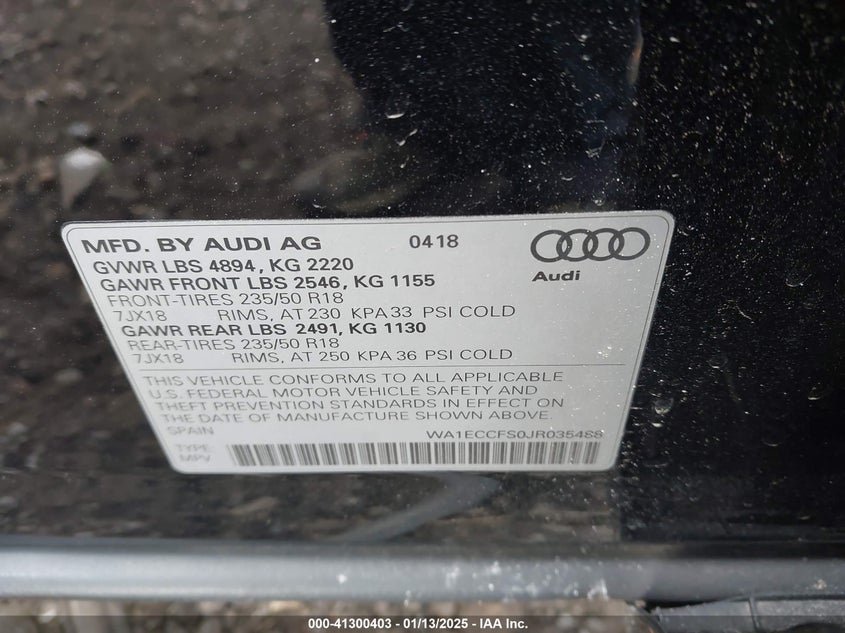 MFD. BY AUDI AG 0418
GVWR LBS 4894, KG 2220
Audi
GAWR FRONT LBS 2546, KG 1155
FRONT-TIRES 235/50 R18
7JX18 RIMS, AT 230 KPA 33 PSI COLD
GAWR REAR LBS 2491, KG 1130
REAR-TIRES 235/50 R18
7JX18 RIMS, AT 250 KPA 36 PSI COLD
THIS VEHICLE CONFORMS TO ALL APPLICABLE
U.S. FEDERAL MOTOR VEHICLE SAFETY AND
THEFT PREVENTION STANDARDS IN EFFECT ON
THE DATE OF MANUFACTURE SHOWN ABOVE.
SPAIN WA1ECCFS0JR035488
TYPE
MPV
000-41300403 - 01/13/2025 - IAA Inc.